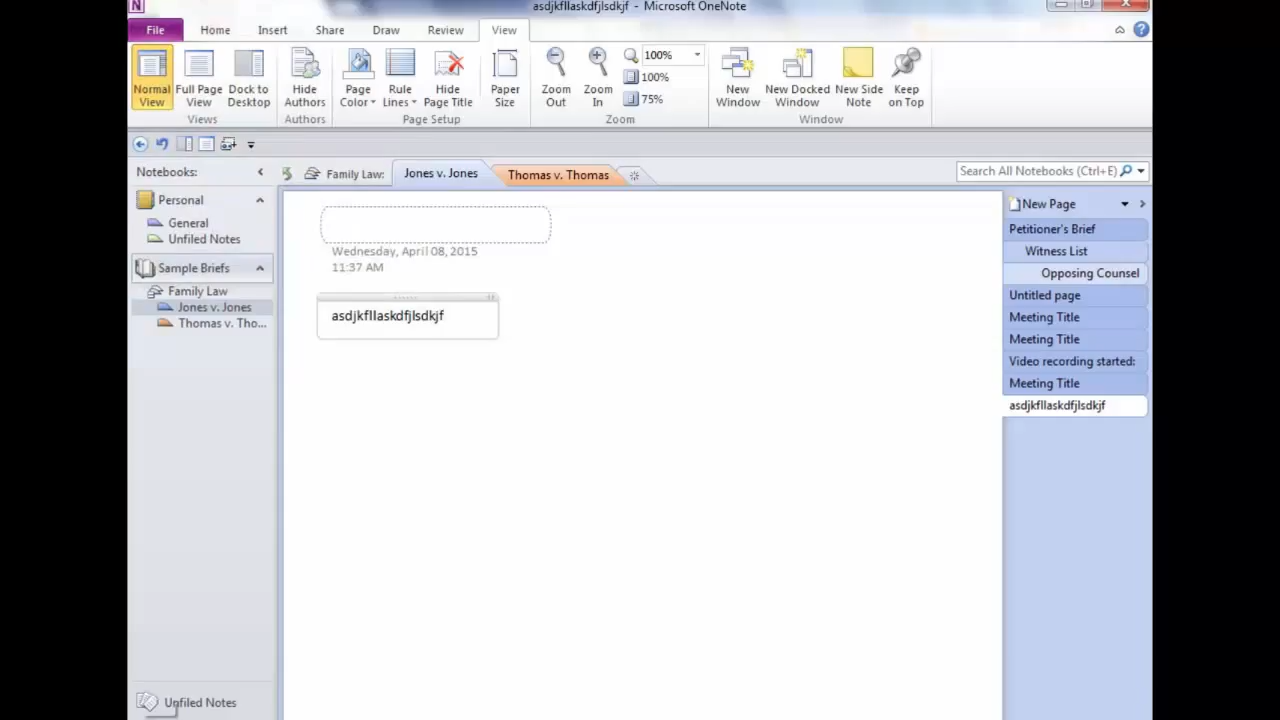 asdjkfllaskdfjlsdkjf - Microsoft OneNote
File Home Insert Share Draw Review View
Normal View
Full Page View
Dock to Desktop
Views
Hide Authors
Authors
Page Color
Rule Lines
Hide Page Title
Paper Size
Page Setup
Zoom Out
Zoom In
100%
100%
75%
Zoom
New Window
New Docked Window
New Side Note
Keep on Top
Window
Notebooks:
Personal
General
Unfiled Notes
Sample Briefs
Family Law
Jones v. Jones
Thomas v. Tho...
Unfiled Notes
Family Law: Jones v. Jones Thomas v. Thomas
Search All Notebooks (Ctrl+E)
Wednesday, April 08, 2015
11:37 AM
asdjkfllaskdfjlsdkjf
New Page
Petitioner's Brief
Witness List
Opposing Counsel
Untitled page
Meeting Title
Meeting Title
Video recording started:
Meeting Title
asdjkfllaskdfjlsdkjf